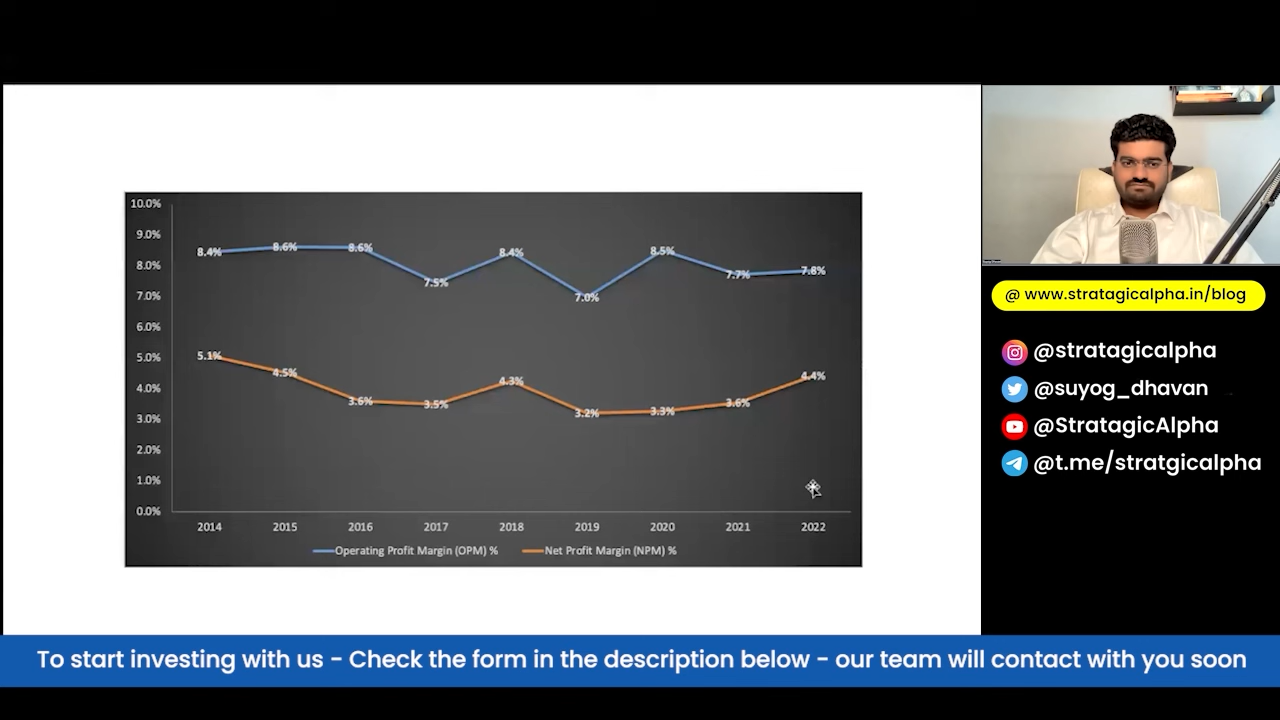 10.0%
9.0%
8.0%
7.0%
6.0%
5.0%
4.0%
3.0%
2.0%
1.0%
0.0%
8.4% 8.6% 8.6% 7.5% 8.4% 7.0% 8.5% 7.7% 7.8%
5.1% 4.5% 3.6% 3.5% 4.3% 3.2% 3.3% 3.6% 4.4%
2014 2015 2016 2017 2018 2019 2020 2021 2022
Operating Profit Margin (OPM) % Net Profit Margin (NPM) %
@ www.stratagicalpha.in/blog
@stratagicalpha
@suyog_dhavan
@StratagicAlpha
@t.me/stratgicalpha
To start investing with us - Check the form in the description below - our team will contact with you soon